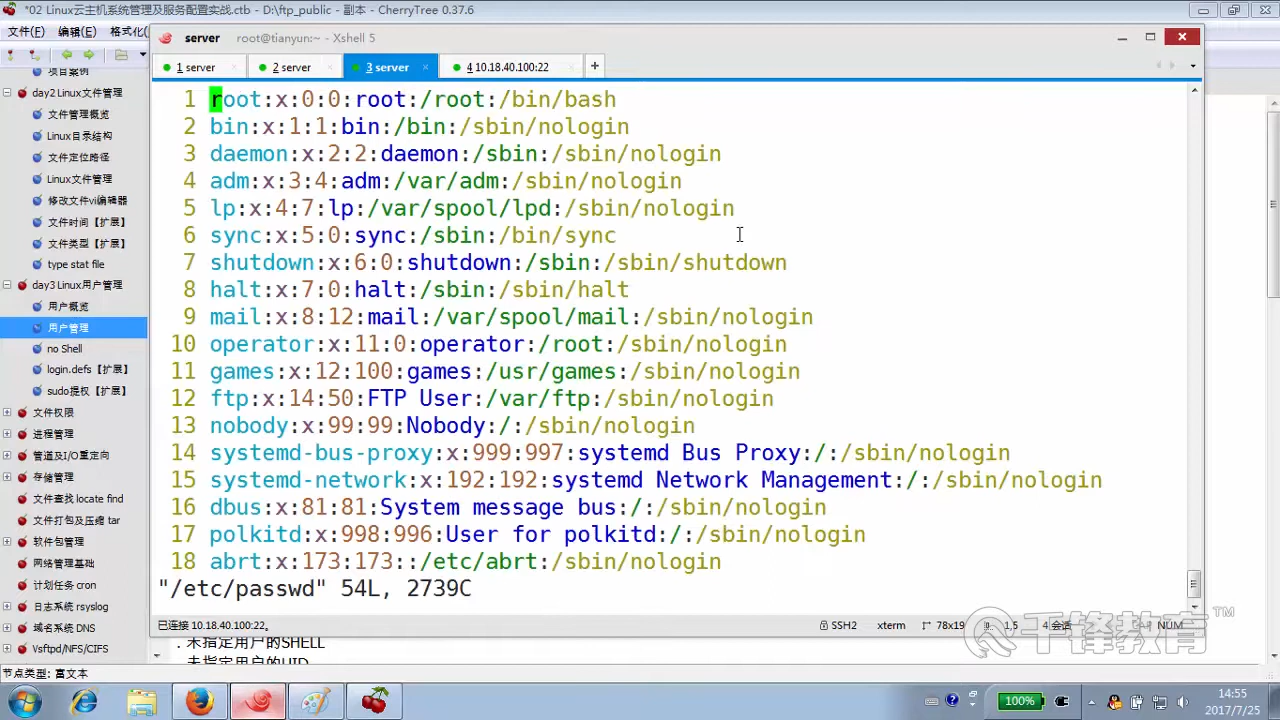 *02 Linux云主机系统管理及服务配置实战.ctb - D:\ftp_public - 副本 - CherryTree 0.37.6
文件(F) 编辑(E) 格式化(
server root@tianyun:~ - Xshell 5
1 server 2 server 3 server × 4 10.18.40.100:22 +
项目案例
day2 Linux文件管理
文件管理概览
Linux目录结构
文件定位路径
Linux文件管理
修改文件vi编辑器
文件时间【扩展】
文件类型【扩展】
type stat file
day3 Linux用户管理
用户概览
用户管理
no Shell
login.defs【扩展】
sudo提权【扩展】
文件权限
进程管理
管道及I/O重定向
存储管理
文件查找 locate find
文件打包及压缩 tar
软件包管理
网络管理基础
计划任务 cron
日志系统 rsyslog
域名系统 DNS
Vsftpd/NFS/CIFS
1 root:x:0:0:root:/root:/bin/bash
2 bin:x:1:1:bin:/bin:/sbin/nologin
3 daemon:x:2:2:daemon:/sbin:/sbin/nologin
4 adm:x:3:4:adm:/var/adm:/sbin/nologin
5 lp:x:4:7:lp:/var/spool/lpd:/sbin/nologin
6 sync:x:5:0:sync:/sbin:/bin/sync
7 shutdown:x:6:0:shutdown:/sbin:/sbin/shutdown
8 halt:x:7:0:halt:/sbin:/sbin/halt
9 mail:x:8:12:mail:/var/spool/mail:/sbin/nologin
10 operator:x:11:0:operator:/root:/sbin/nologin
11 games:x:12:100:games:/usr/games:/sbin/nologin
12 ftp:x:14:50:FTP User:/var/ftp:/sbin/nologin
13 nobody:x:99:99:Nobody:/:/sbin/nologin
14 systemd-bus-proxy:x:999:997:systemd Bus Proxy:/:/sbin/nologin
15 systemd-network:x:192:192:systemd Network Management:/:/sbin/nologin
16 dbus:x:81:81:System message bus:/:/sbin/nologin
17 polkitd:x:998:996:User for polkitd:/:/sbin/nologin
18 abrt:x:173:173::/etc/abrt:/sbin/nologin
"/etc/passwd" 54L, 2739C
已连接 10.18.40.100:22。 SSH2 xterm 78x19 1,5 4 会话 NUM
千锋教育™
. 未指定用户的SHELL
未指定用户的UID
节点类型: 富文本
100% 14:55
2017/7/25